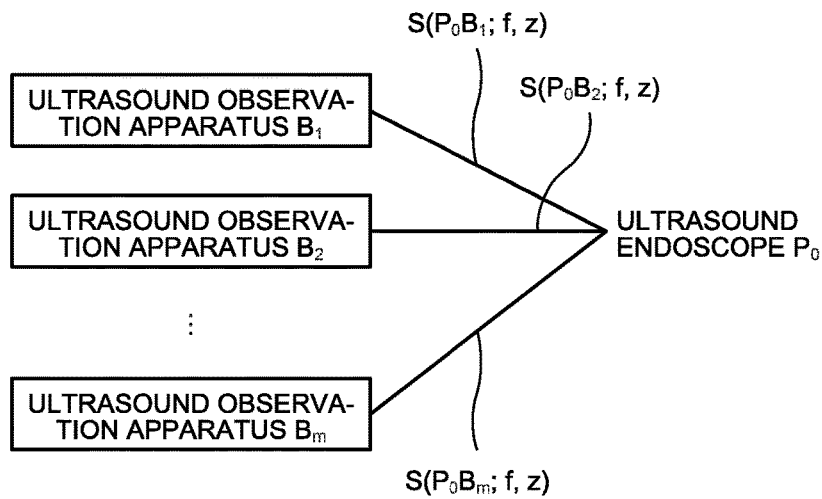 S(P₀B₁; f, z)
S(P₀B₂; f, z)
ULTRASOUND OBSERVA-
TION APPARATUS B₁
ULTRASOUND OBSERVA-
TION APPARATUS B₂
ULTRASOUND
ENDOSCOPE P₀
⋮
ULTRASOUND OBSERVA-
TION APPARATUS Bₘ
S(P₀Bₘ; f, z)